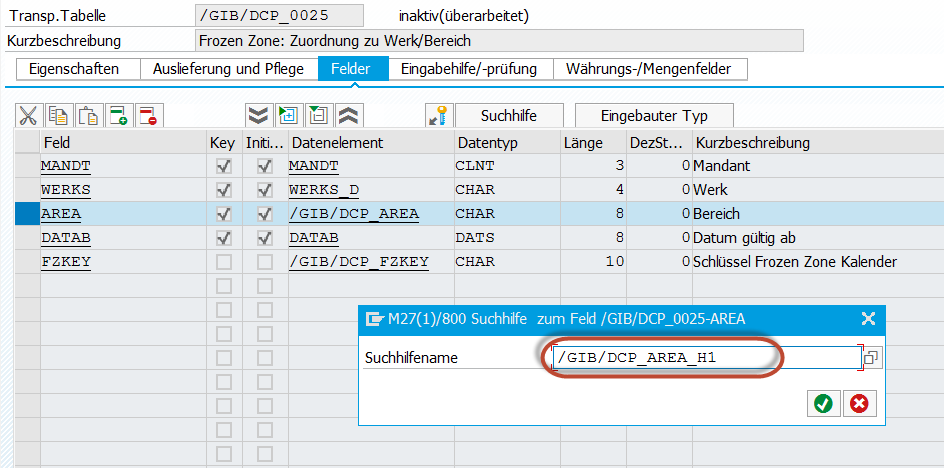 Transp.Tabelle /GIB/DCP_0025 inaktiv(überarbeitet)
Kurzbeschreibung Frozen Zone: Zuordnung zu Werk/Bereich
Eigenschaften Auslieferung und Pflege Felder Eingabehilfe/-prüfung Währungs-/Mengenfelder
Suchhilfe Eingebauter Typ
Feld Key Initi... Datenelement Datentyp Länge DezSt... Kurzbeschreibung
MANDT MANDT CLNT 3 0 Mandant
WERKS WERKS_D CHAR 4 0 Werk
AREA /GIB/DCP_AREA CHAR 8 0 Bereich
DATAB DATAB DATS 8 0 Datum gültig ab
FZKEY /GIB/DCP_FZKEY CHAR 10 0 Schlüssel Frozen Zone Kalender
M27(1)/800 Suchhilfe zum Feld /GIB/DCP_0025-AREA
Suchhilfename /GIB/DCP_AREA_H1